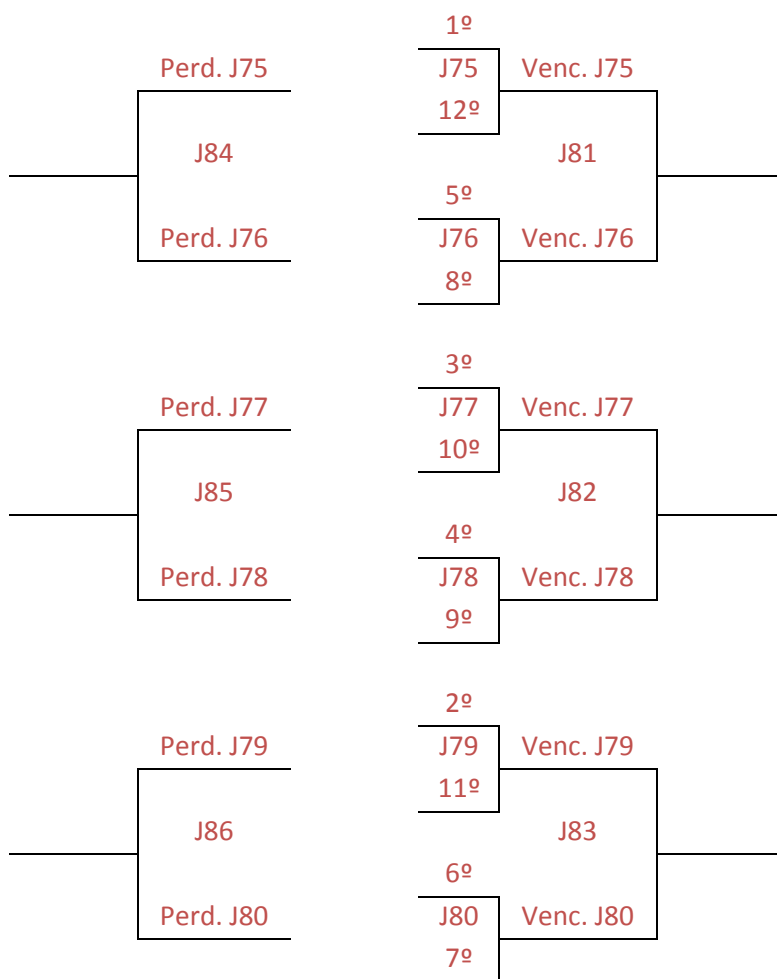 1º
Perd. J75 J75 Venc. J75
12º
J84 J81
5º
Perd. J76 J76 Venc. J76
8º
3º
Perd. J77 J77 Venc. J77
10º
J85 J82
4º
Perd. J78 J78 Venc. J78
9º
2º
Perd. J79 J79 Venc. J79
11º
J86 J83
6º
Perd. J80 J80 Venc. J80
7º